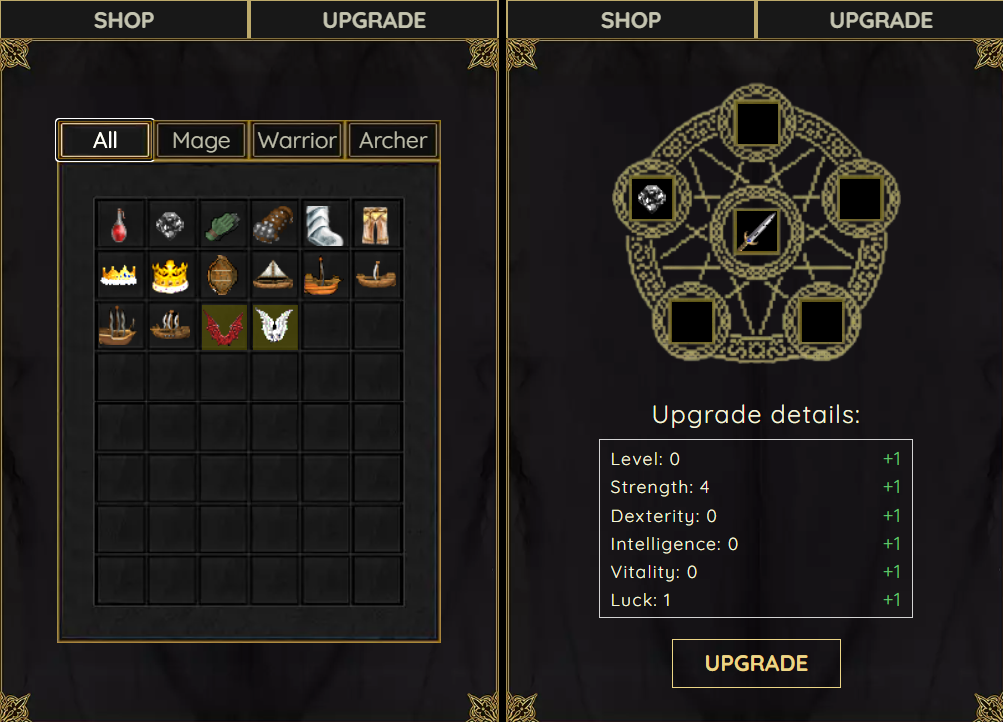 SHOP UPGRADE SHOP UPGRADE
All Mage Warrior Archer
Upgrade details:
Level: 0 +1
Strength: 4 +1
Dexterity: 0 +1
Intelligence: 0 +1
Vitality: 0 +1
Luck: 1 +1
UPGRADE